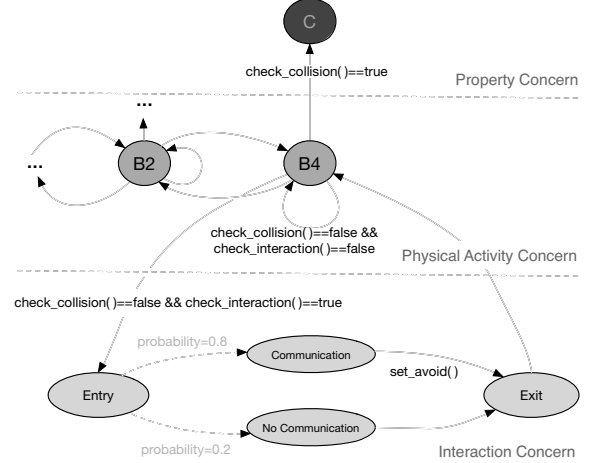 C
check_collision()==true
Property Concern
...
...
B2
B4
check_collision()==false &&
check_interaction()==false
Physical Activity Concern
check_collision()==false && check_interaction()==true
probability=0.8
Communication
set_avoid()
Entry
Exit
No Communication
probability=0.2
Interaction Concern